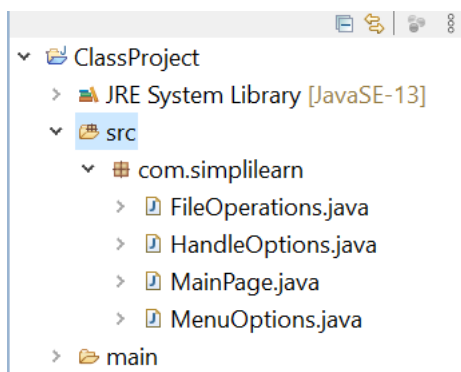 ClassProject
JRE System Library [JavaSE-13]
src
com.simplilearn
FileOperations.java
HandleOptions.java
MainPage.java
MenuOptions.java
main